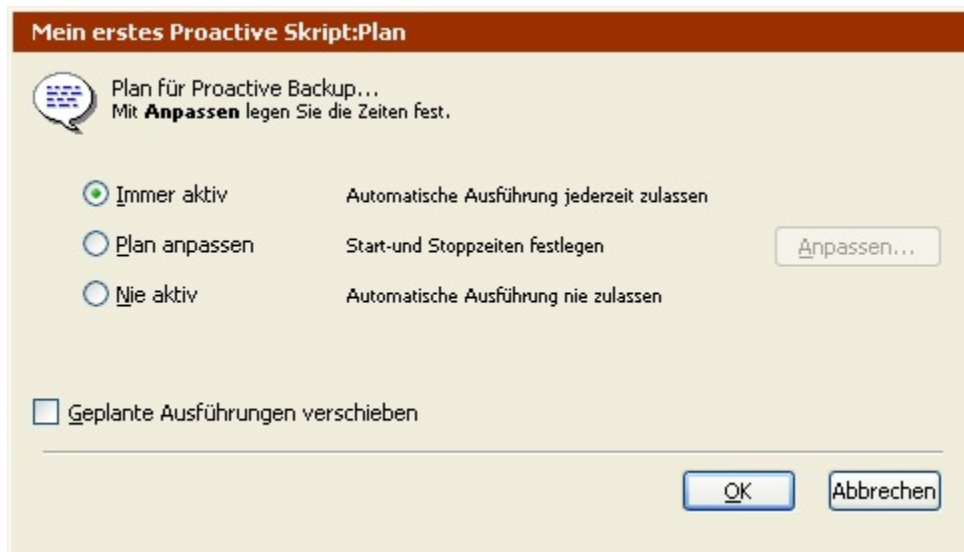 Mein erstes Proactive Skript:Plan
Plan für Proactive Backup...
Mit Anpassen legen Sie die Zeiten fest.
Immer aktiv Automatische Ausführung jederzeit zulassen
Plan anpassen Start-und Stoppzeiten festlegen Anpassen...
Nie aktiv Automatische Ausführung nie zulassen
Geplante Ausführungen verschieben
OK Abbrechen